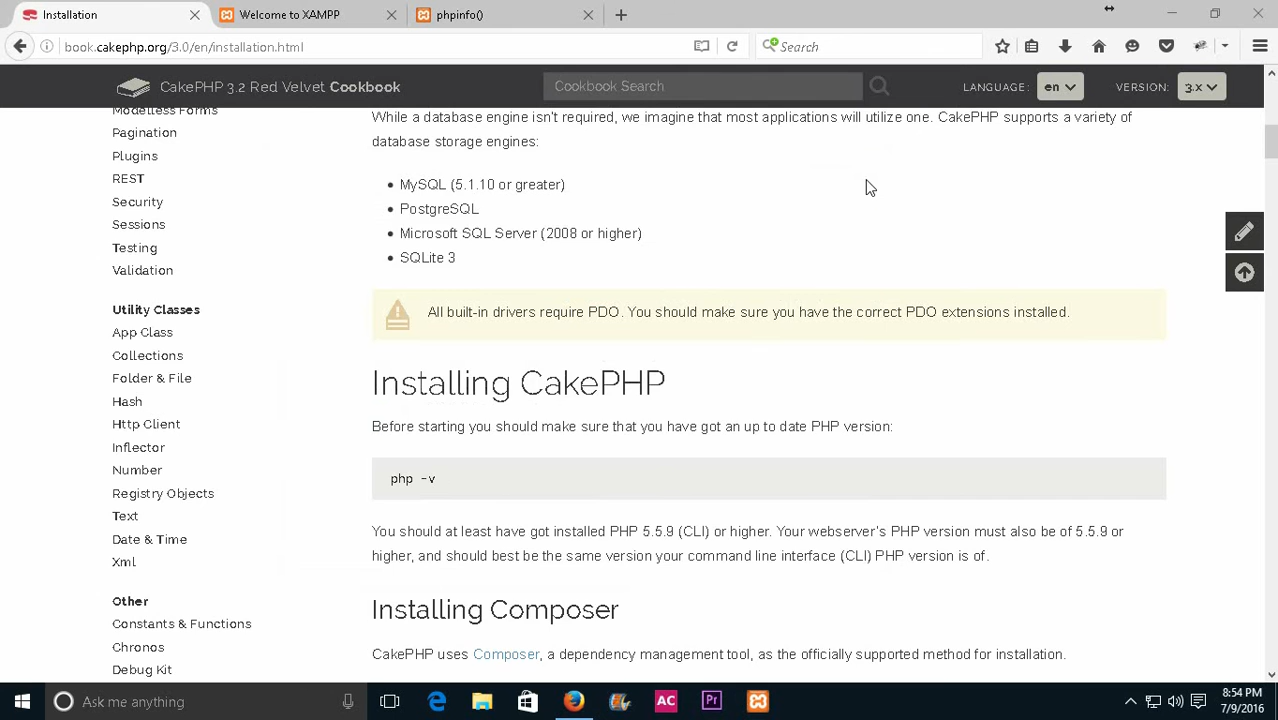 Installation
Welcome to XAMPP
phpinfo()
book.cakephp.org/3.0/en/installation.html
Search
CakePHP 3.2 Red Velvet Cookbook
Cookbook Search
LANGUAGE:
en
VERSION:
3.x
Modelless Forms
Pagination
Plugins
REST
Security
Sessions
Testing
Validation
Utility Classes
App Class
Collections
Folder & File
Hash
Http Client
Inflector
Number
Registry Objects
Text
Date & Time
Xml
Other
Constants & Functions
Chronos
Debug Kit
While a database engine isn't required, we imagine that most applications will utilize one. CakePHP supports a variety of
database storage engines:
MySQL (5.1.10 or greater)
PostgreSQL
Microsoft SQL Server (2008 or higher)
SQLite 3
All built-in drivers require PDO. You should make sure you have the correct PDO extensions installed.
Installing CakePHP
Before starting you should make sure that you have got an up to date PHP version:
php -v
You should at least have got installed PHP 5.5.9 (CLI) or higher. Your webserver's PHP version must also be of 5.5.9 or
higher, and should best be the same version your command line interface (CLI) PHP version is of.
Installing Composer
CakePHP uses Composer, a dependency management tool, as the officially supported method for installation.
Ask me anything
AC
Pr
8:54 PM
7/9/2016